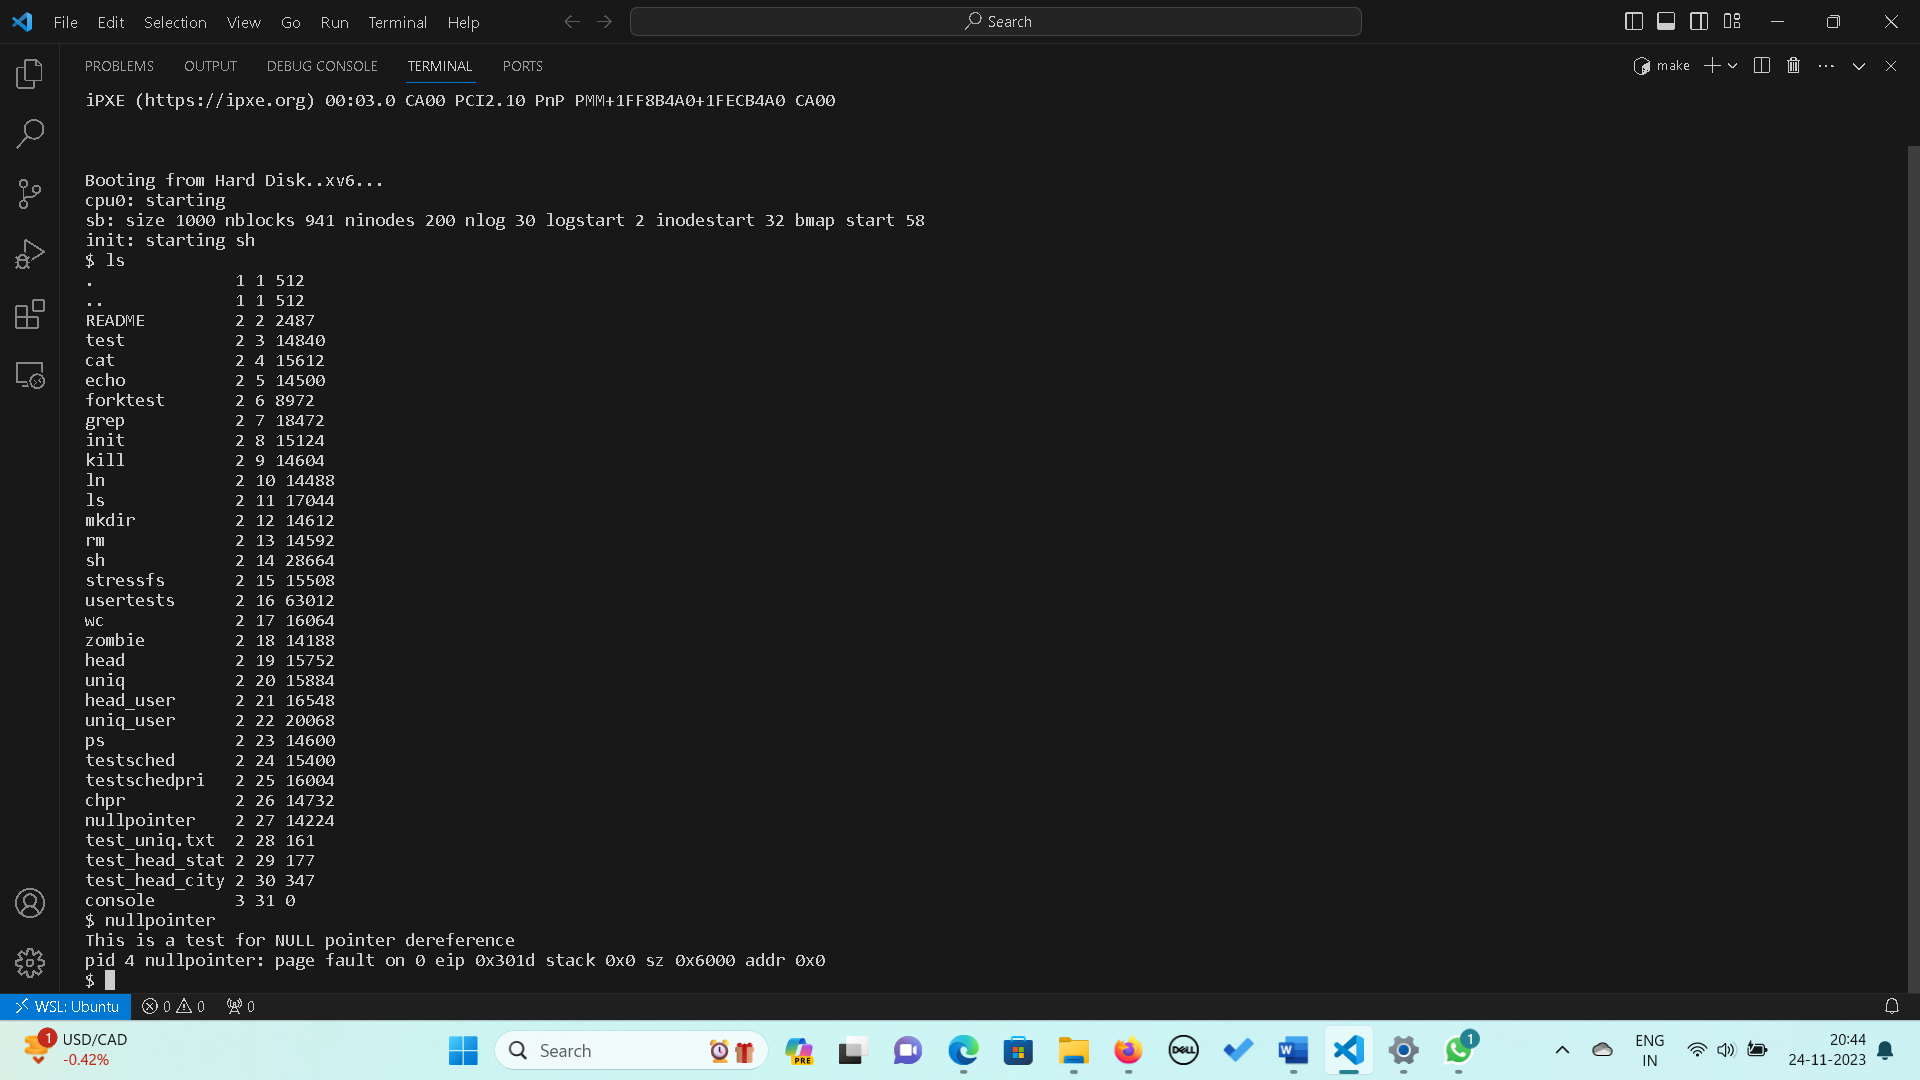 File Edit Selection View Go Run Terminal Help
Search
PROBLEMS OUTPUT DEBUG CONSOLE TERMINAL PORTS
make
iPXE (https://ipxe.org) 00:03.0 CA00 PCI2.10 PnP PMM+1FF8B4A0+1FECB4A0 CA00
Booting from Hard Disk..xv6...
cpu0: starting
sb: size 1000 nblocks 941 ninodes 200 nlog 30 logstart 2 inodestart 32 bmap start 58
init: starting sh
$ ls
. 1 1 512
.. 1 1 512
README 2 2 2487
test 2 3 14840
cat 2 4 15612
echo 2 5 14500
forktest 2 6 8972
grep 2 7 18472
init 2 8 15124
kill 2 9 14604
ln 2 10 14488
ls 2 11 17044
mkdir 2 12 14612
rm 2 13 14592
sh 2 14 28664
stressfs 2 15 15508
usertests 2 16 63012
wc 2 17 16064
zombie 2 18 14188
head 2 19 15752
uniq 2 20 15884
head_user 2 21 16548
uniq_user 2 22 20068
ps 2 23 14600
testsched 2 24 15400
testschedpri 2 25 16004
chpr 2 26 14732
nullpointer 2 27 14224
test_uniq.txt 2 28 161
test_head_stat 2 29 177
test_head_city 2 30 347
console 3 31 0
$ nullpointer
This is a test for NULL pointer dereference
pid 4 nullpointer: page fault on 0 eip 0x301d stack 0x0 sz 0x6000 addr 0x0
$
WSL: Ubuntu 0 0 0
1 USD/CAD
-0.42%
Search
PRE
DELL
W
1
ENG
IN
20:44
24-11-2023